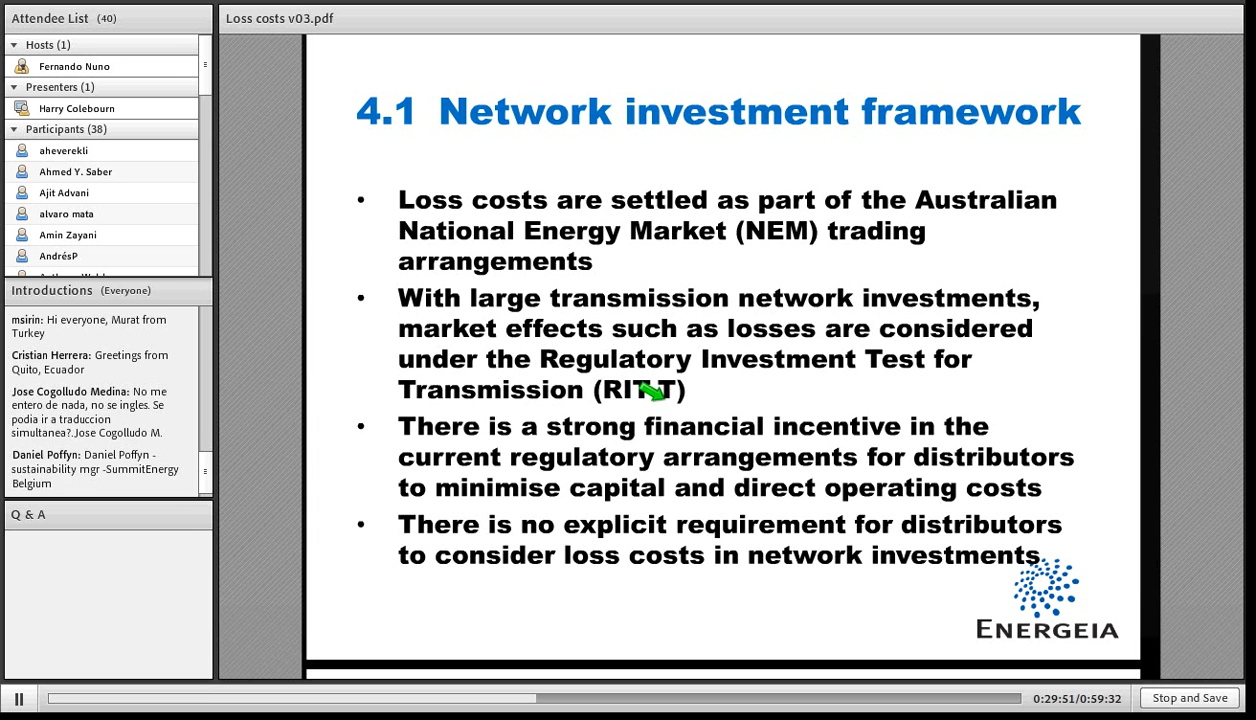 Attendee List (40)
Hosts (1)
Fernando Nuno
Presenters (1)
Harry Colebourn
Participants (38)
aheverekli
Ahmed Y. Saber
Ajit Advani
alvaro mata
Amin Zayani
AndrésP
Introductions (Everyone)
msirin: Hi everyone, Murat from
Turkey
Cristian Herrera: Greetings from
Quito, Ecuador
Jose Cogolludo Medina: No me
entero de nada, no se ingles. Se
podia ir a traduccion
simultanea?.Jose Cogolludo M.
Daniel Poffyn: Daniel Poffyn -
sustainability mgr -SummitEnergy
Belgium
Q & A
Loss costs v03.pdf
4.1 Network investment framework
• Loss costs are settled as part of the Australian
National Energy Market (NEM) trading
arrangements
• With large transmission network investments,
market effects such as losses are considered
under the Regulatory Investment Test for
Transmission (RIT-T)
• There is a strong financial incentive in the
current regulatory arrangements for distributors
to minimise capital and direct operating costs
• There is no explicit requirement for distributors
to consider loss costs in network investments
ENERGEIA
0:29:51/0:59:32
Stop and Save